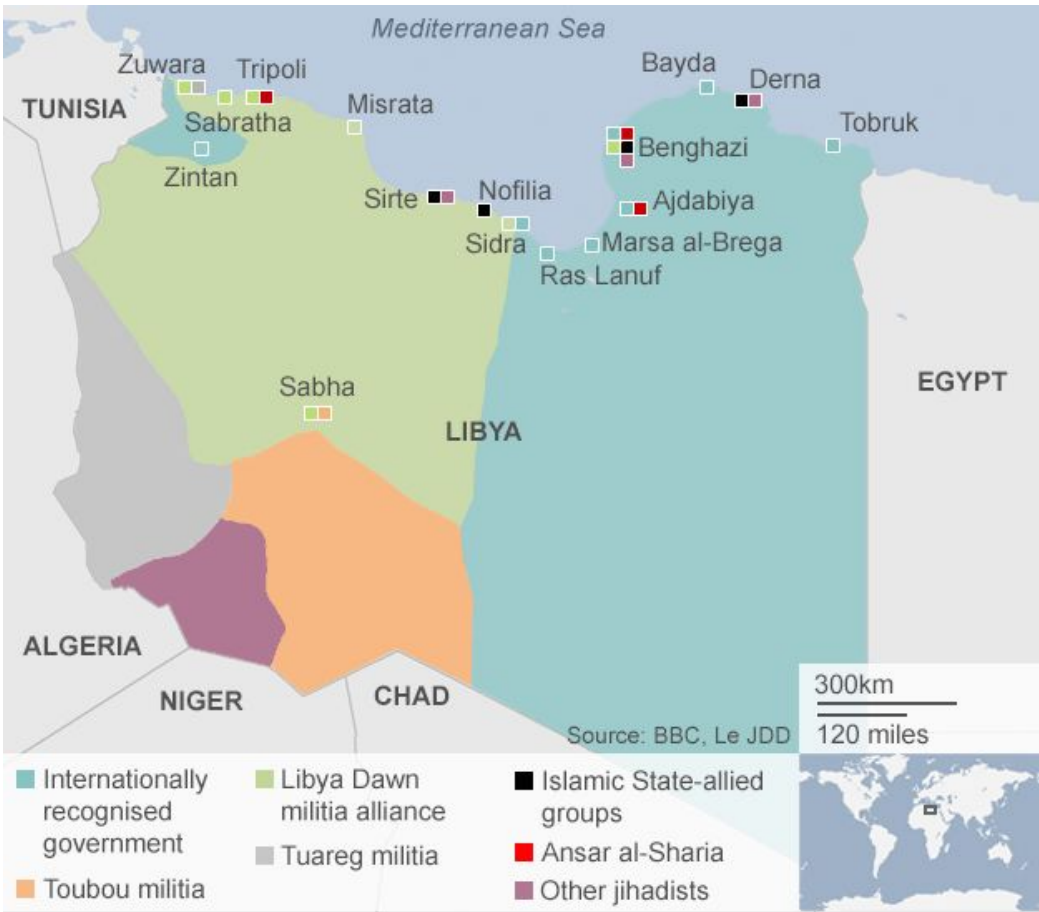 Mediterranean Sea
Zuwara
Tripoli
Bayda
Derna
TUNISIA
Misrata
Sabratha
Tobruk
Benghazi
Zintan
Sirte
Nofilia
Ajdabiya
Sidra
Marsa al-Brega
Ras Lanuf
Sabha
EGYPT
LIBYA
ALGERIA
NIGER
CHAD
300km
120 miles
Source: BBC, Le JDD
Internationally
recognised
government
Toubou militia
Libya Dawn
militia alliance
Tuareg militia
Islamic State-allied
groups
Ansar al-Sharia
Other jihadists